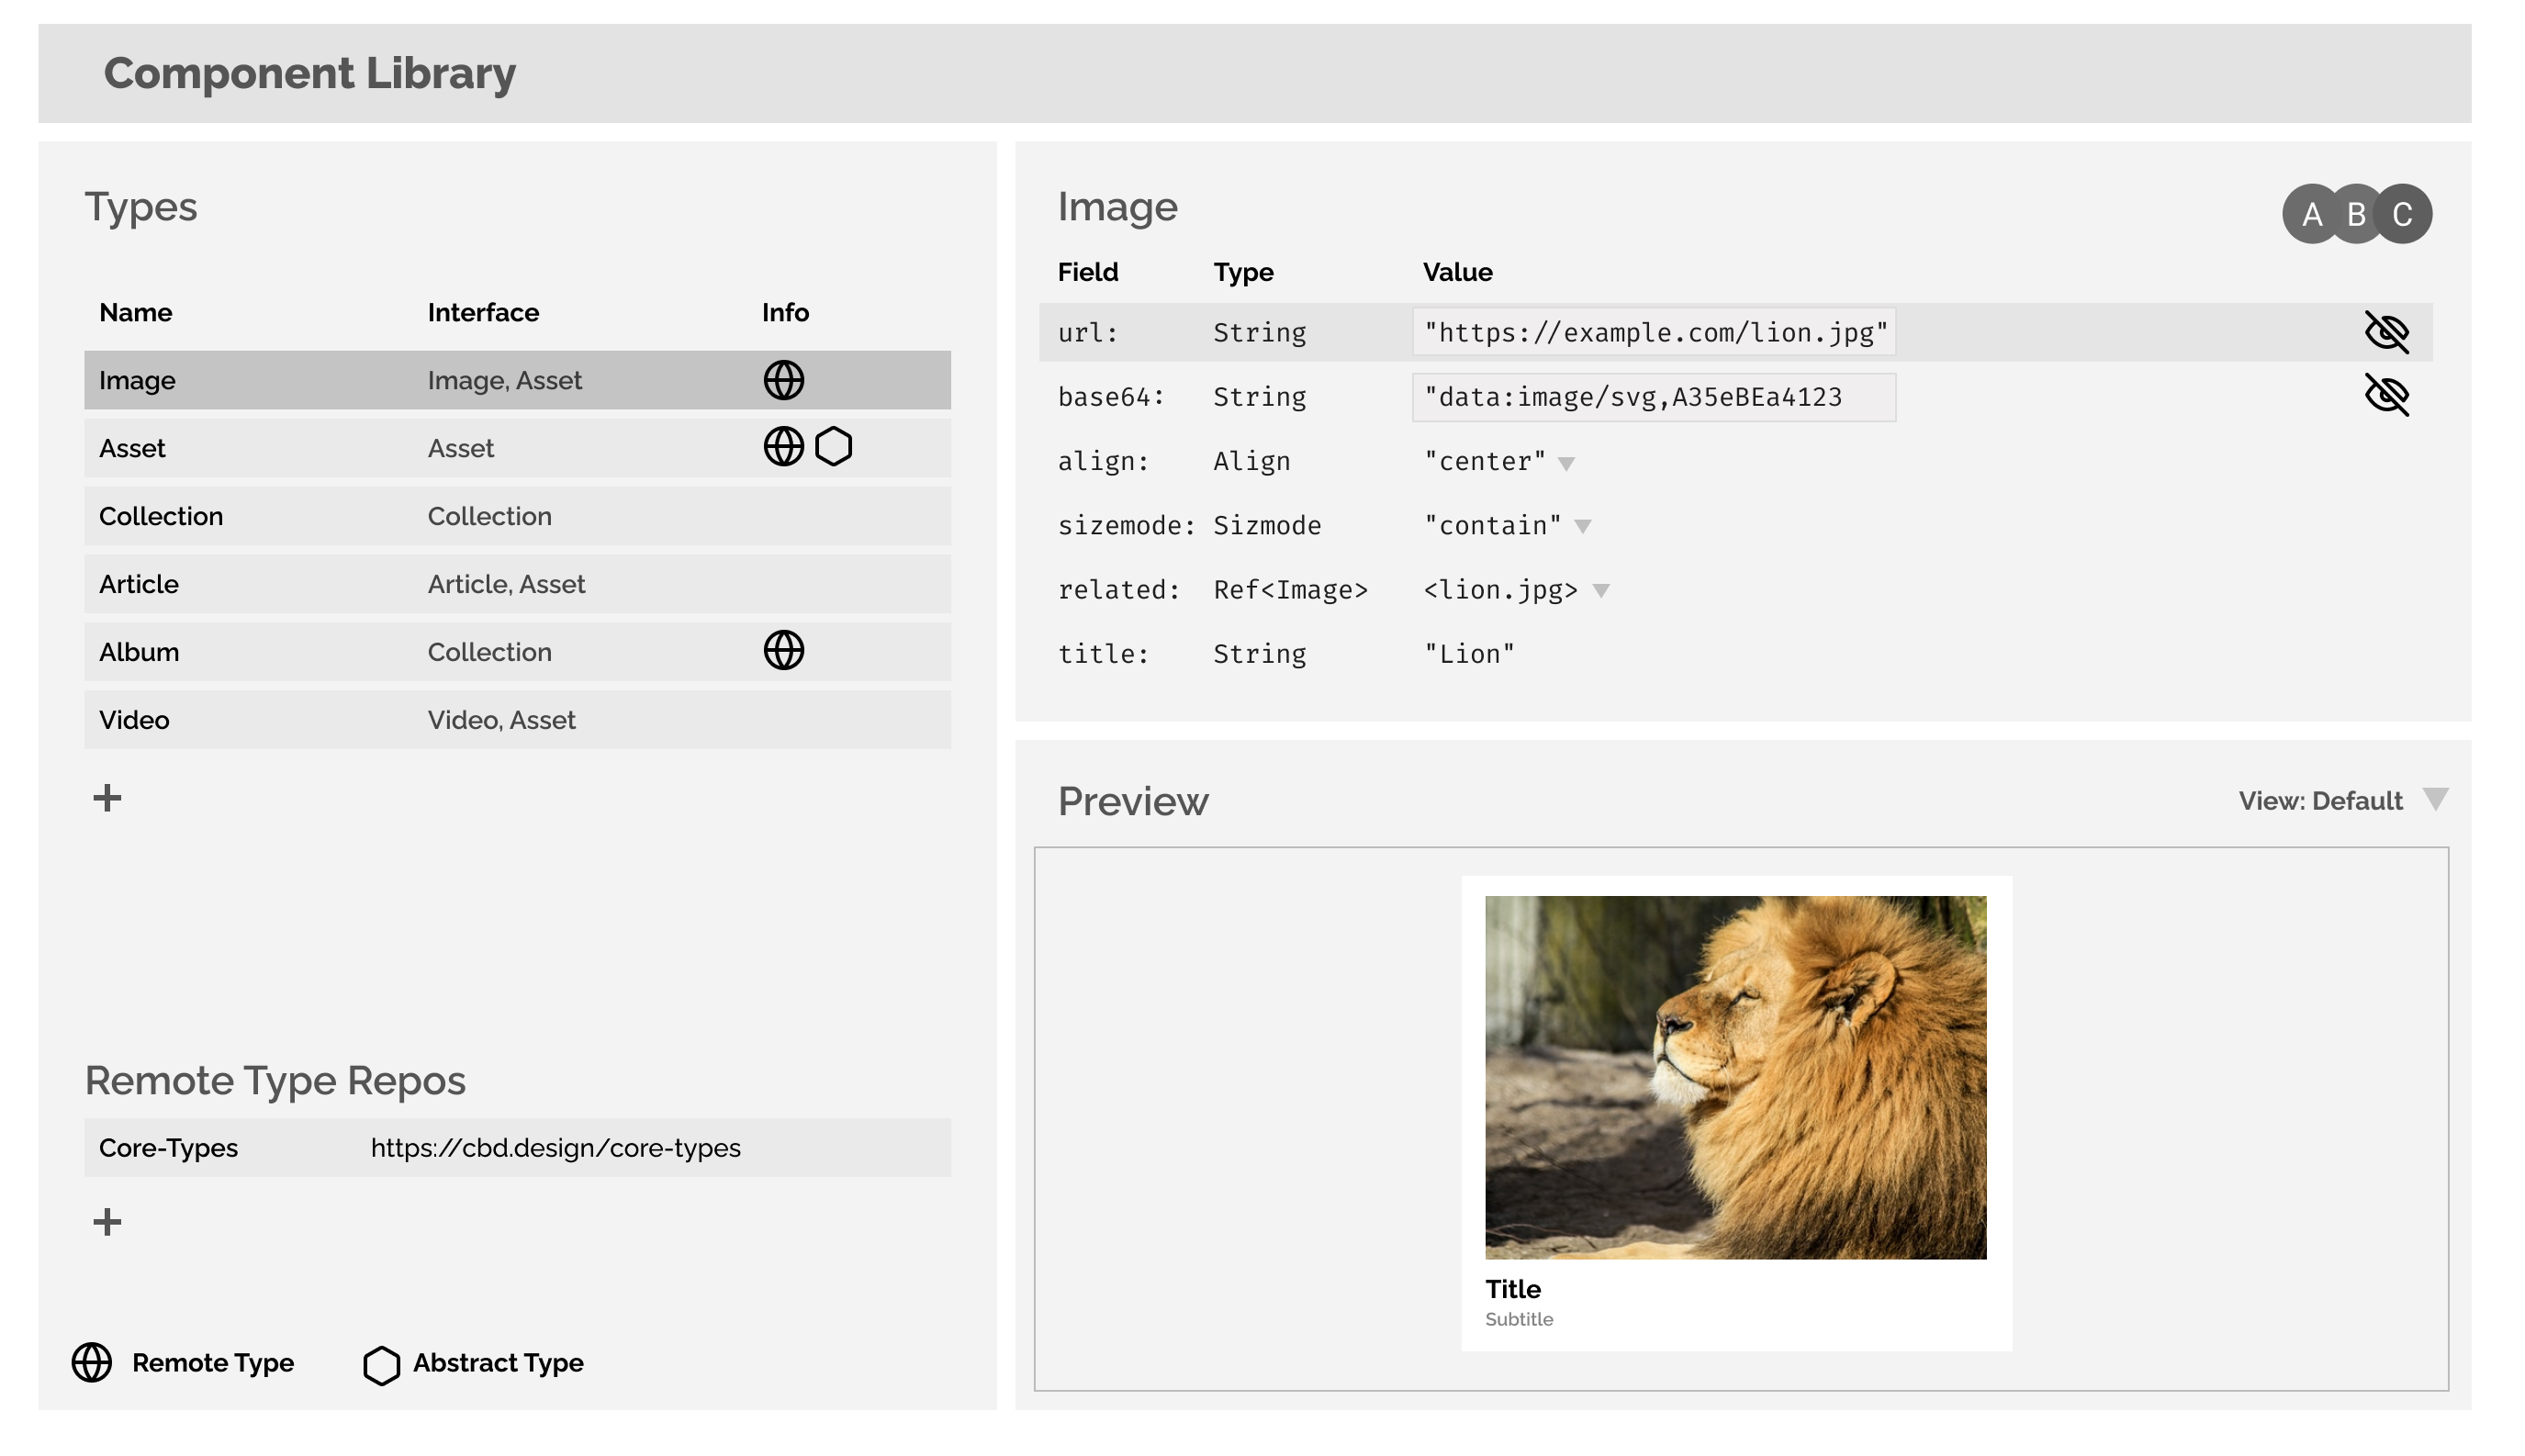 Component Library
Types
Name Interface Info
Image Image, Asset
Asset Asset
Collection Collection
Article Article, Asset
Album Collection
Video Video, Asset
+
Remote Type Repos
Core-Types https://cbd.design/core-types
+
Remote Type Abstract Type
Image
A B C
Field Type Value
url: String "https://example.com/lion.jpg"
base64: String "data:image/svg,A35eBEa4123
align: Align "center"
sizemode: Sizmode "contain"
related: Ref<Image> <lion.jpg>
title: String "Lion"
Preview
View: Default
Title
Subtitle